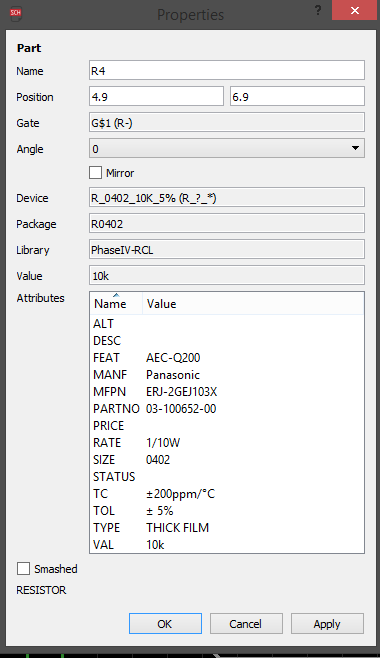 SCH Properties ? ×
Part
Name R4
Position 4.9 6.9
Gate G$1 (R-)
Angle 0
Mirror
Device R_0402_10K_5% (R_?_*)
Package R0402
Library PhaseIV-RCL
Value 10k
Attributes Name Value
ALT
DESC
FEAT AEC-Q200
MANF Panasonic
MFPN ERJ-2GEJ103X
PARTNO 03-100652-00
PRICE
RATE 1/10W
SIZE 0402
STATUS
TC ±200ppm/°C
TOL ± 5%
TYPE THICK FILM
VAL 10k
Smashed
RESISTOR
OK Cancel Apply